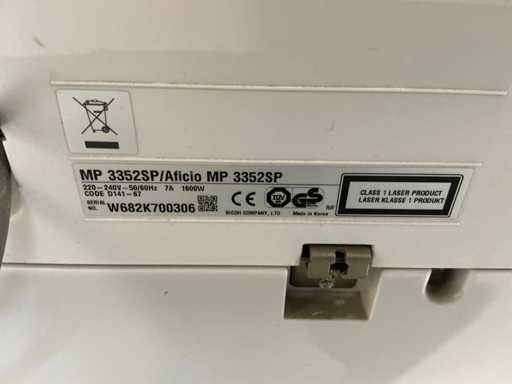 MP 3352SP/Aficio MP 3352SP
220-240V-50/60Hz 7A 1600W
CODE D141-67
SERIAL NO. W682K700306
RICOH COMPANY, LTD
Made in Korea
CE
TÜV
GS
CLASS 1 LASER PRODUCT
LASER KLASSE 1 PRODUKT